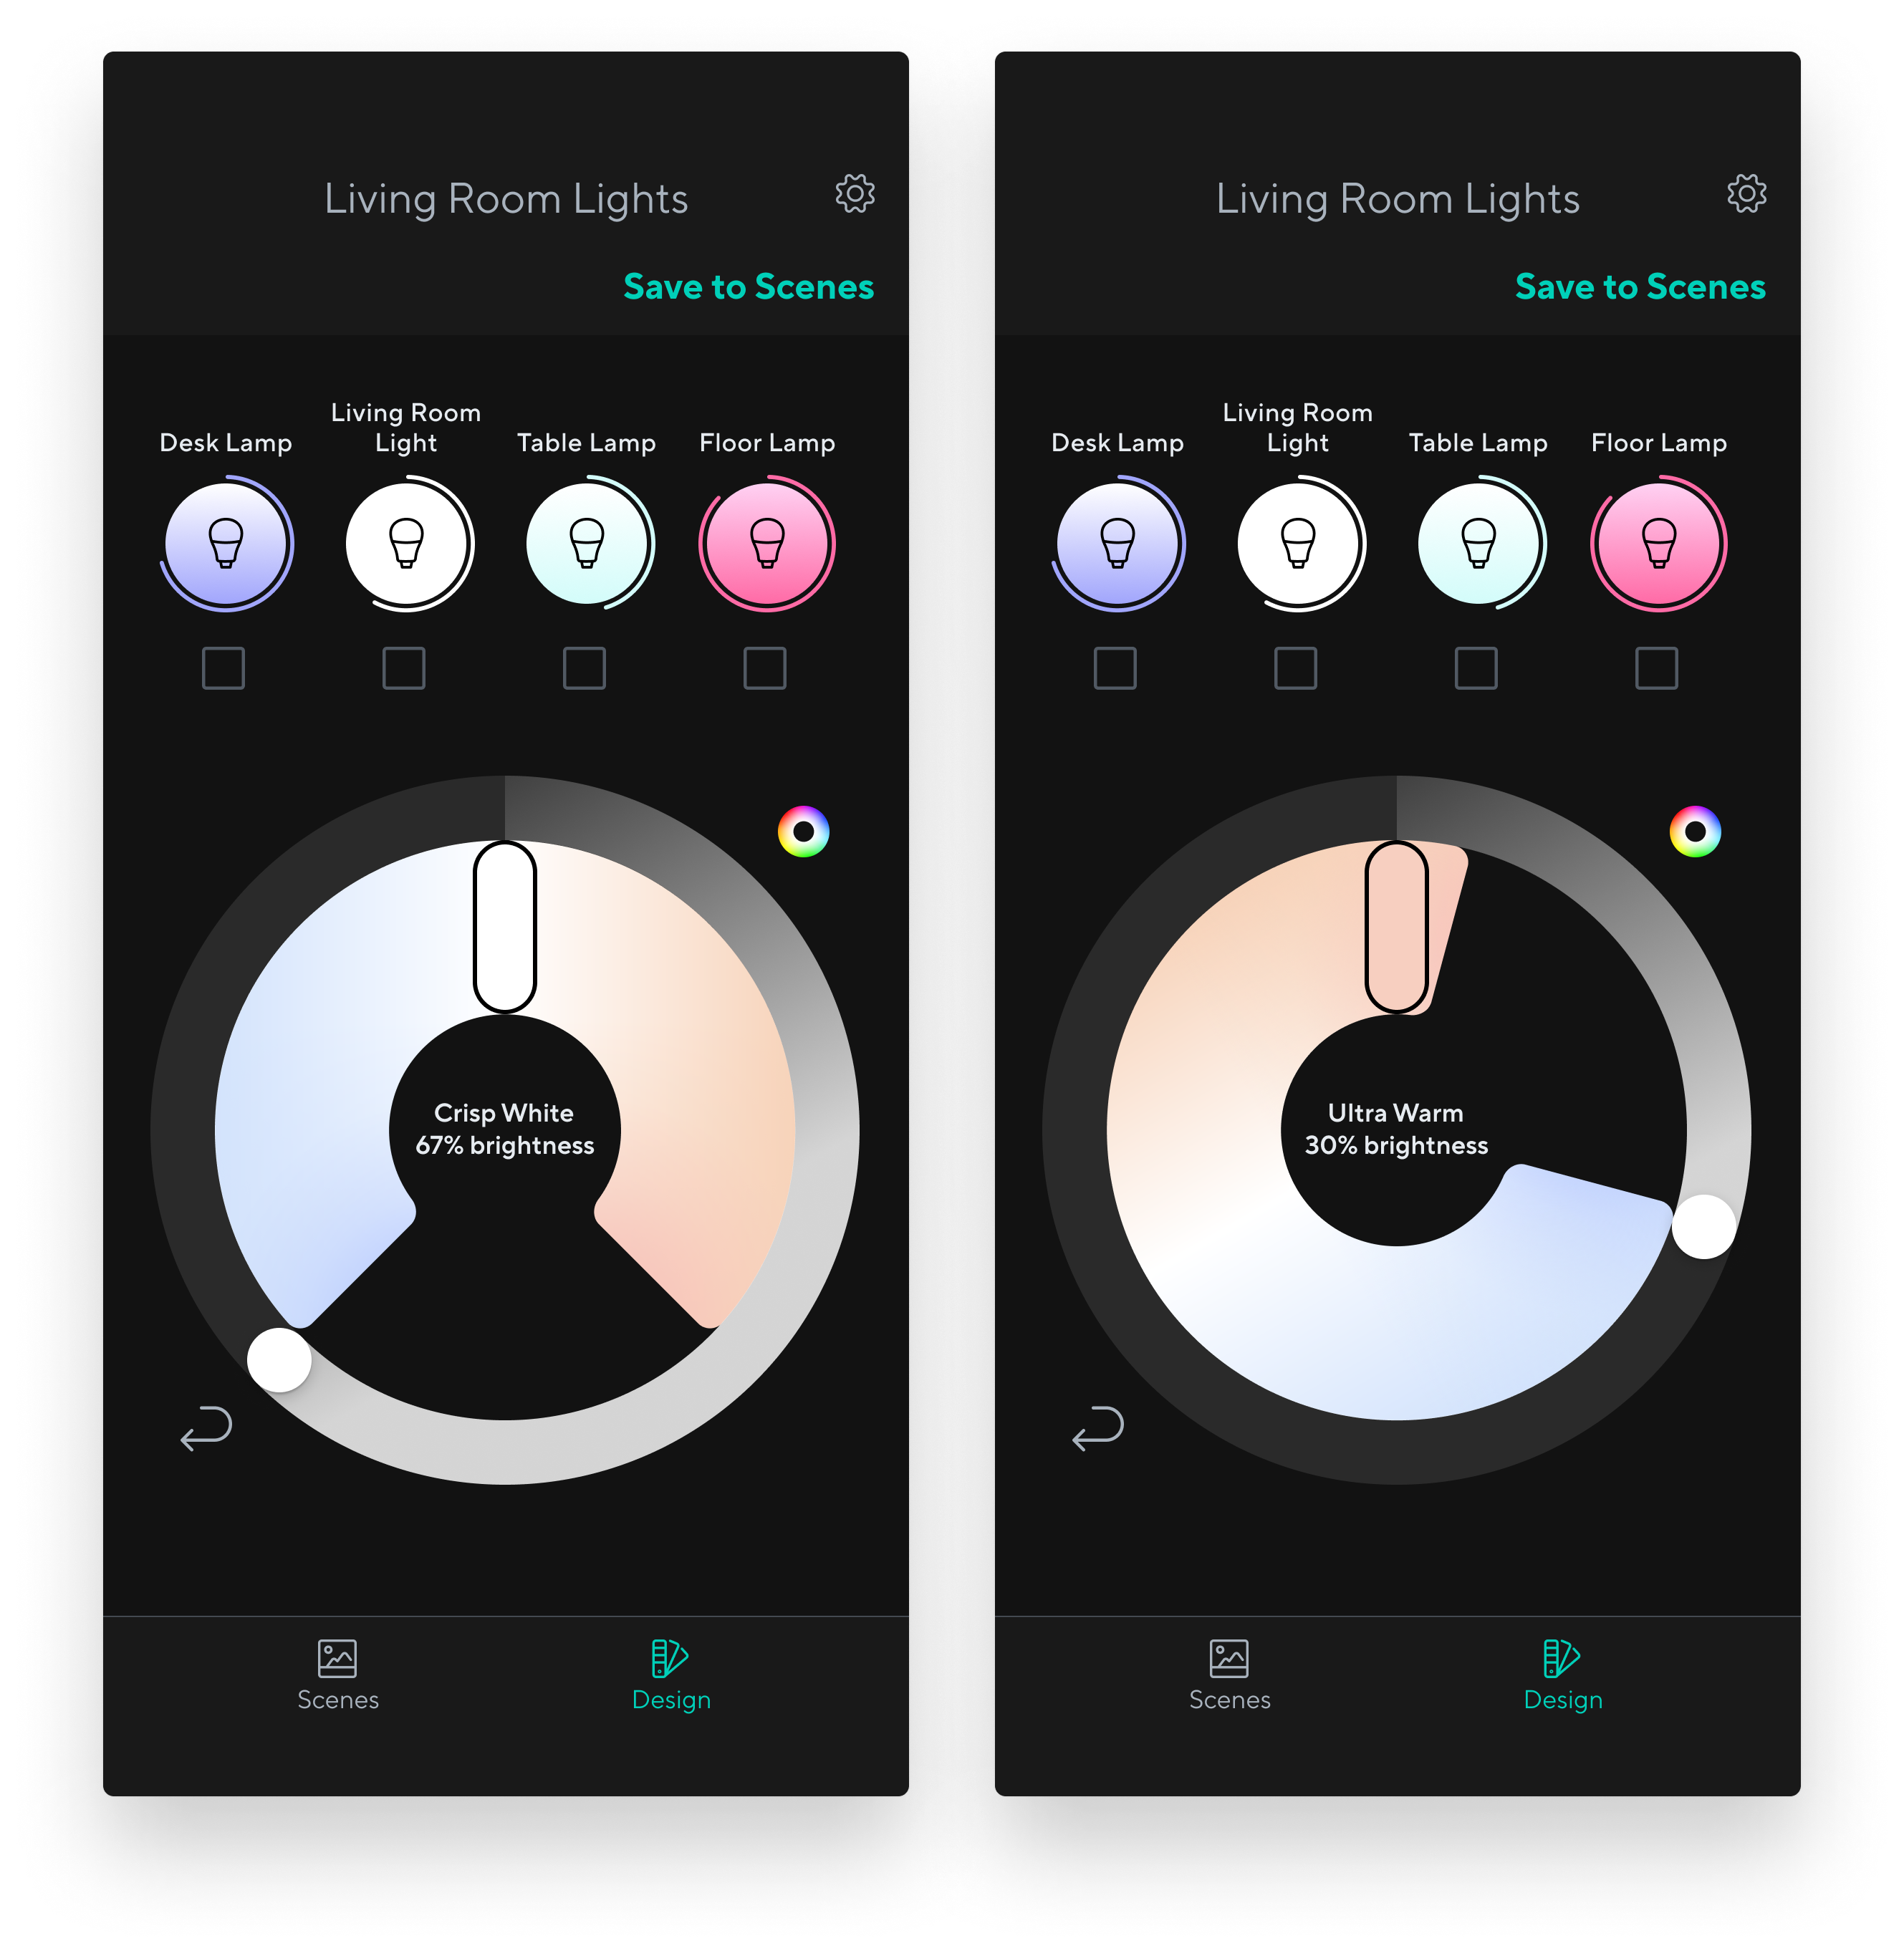 Living Room Lights
Save to Scenes
Desk Lamp
Living Room
Light
Table Lamp
Floor Lamp
Crisp White
67% brightness
Scenes
Design
Living Room Lights
Save to Scenes
Desk Lamp
Living Room
Light
Table Lamp
Floor Lamp
Ultra Warm
30% brightness
Scenes
Design